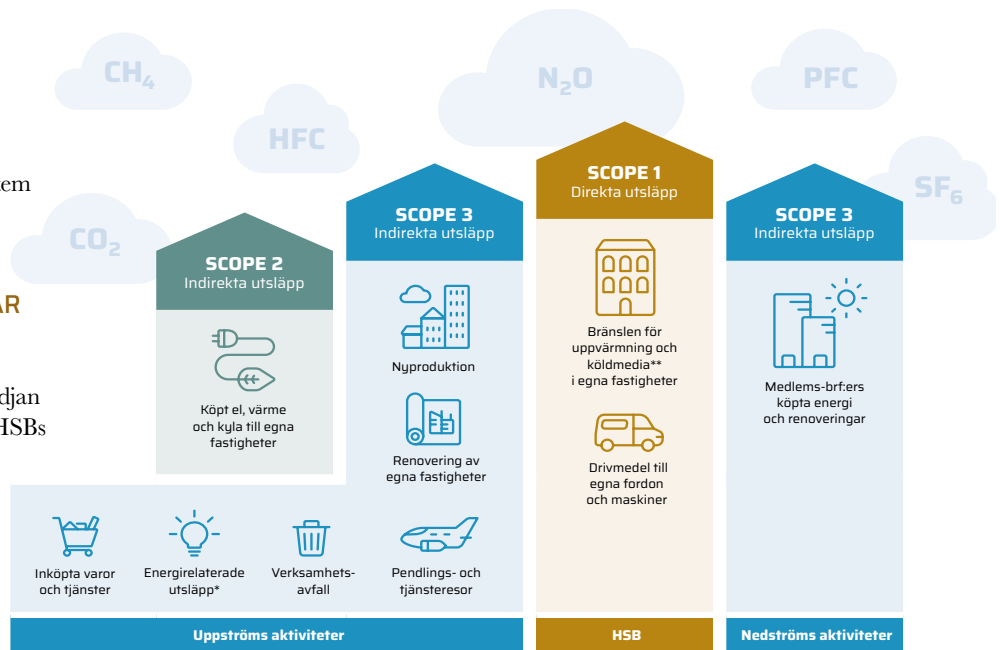 CH₄
HFC
N₂O
PFC
SF₆
CO₂
SCOPE 2
Indirekta utsläpp
Köpt el, värme
och kyla till egna
fastigheter
SCOPE 3
Indirekta utsläpp
Nyproduktion
Renovering av
egna fastigheter
Inköpta varor
och tjänster
Energirelaterade
utsläpp*
Verksamhets-
avfall
Pendlings- och
tjänsteresor
Uppströms aktiviteter
SCOPE 1
Direkta utsläpp
Bränslen för
uppvärmning och
köldmedia**
i egna fastigheter
Drivmedel till
egna fordon
och maskiner
HSB
SCOPE 3
Indirekta utsläpp
Medlems-brf:ers
köpta energi
och renoveringar
Nedströms aktiviteter
HSBs